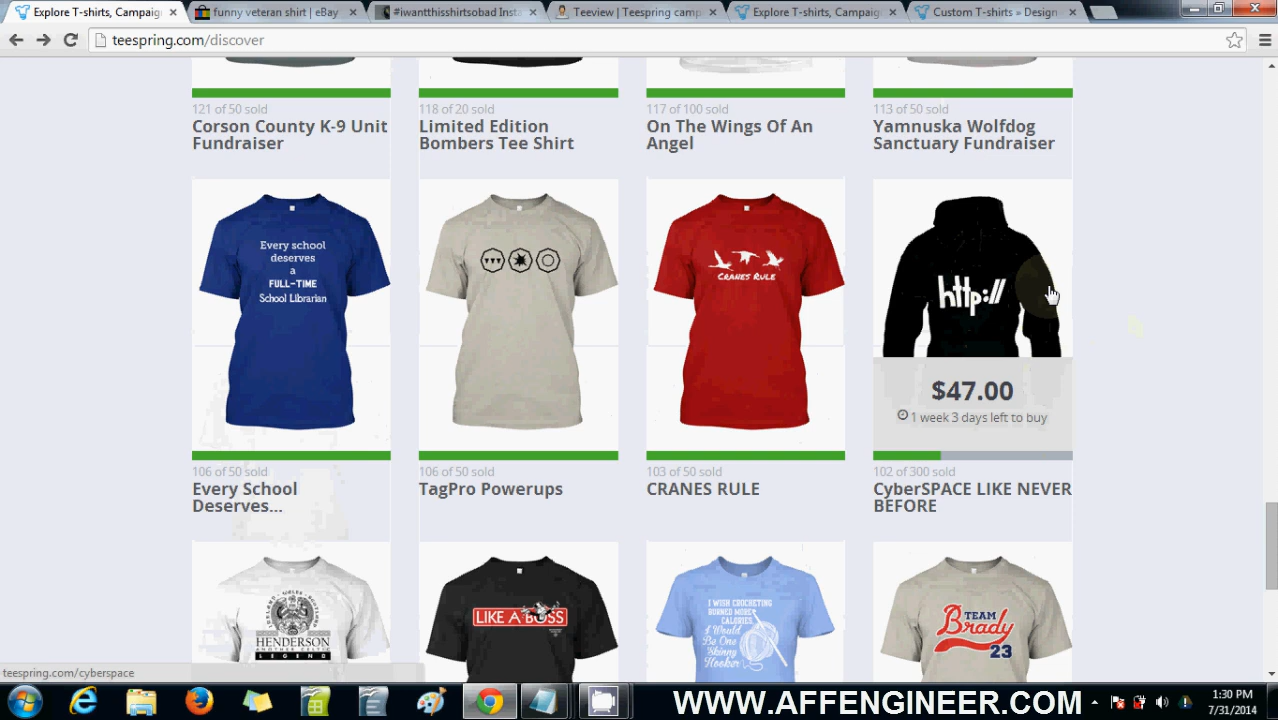 Explore T-shirts, Campaig
funny veteran shirt | eBay
#iwantthisshirtsobad Inst
Teeview | Teespring camp
Explore T-shirts, Campaig
Custom T-shirts » Design
teespring.com/discover
121 of 50 sold
Corson County K-9 Unit
Fundraiser
118 of 20 sold
Limited Edition
Bombers Tee Shirt
117 of 100 sold
On The Wings Of An
Angel
113 of 50 sold
Yamnuska Wolfdog
Sanctuary Fundraiser
Every school
deserves
a
FULL-TIME
School Librarian
CRANES RULE
http://
$47.00
1 week 3 days left to buy
106 of 50 sold
Every School
Deserves...
106 of 50 sold
TagPro Powerups
103 of 50 sold
CRANES RULE
102 of 300 sold
CyberSPACE LIKE NEVER
BEFORE
HENDERSON
LEGEND
LIKE A BOSS
I WISH CROCHETING
BURNED MORE
CALORIES.
I Would
Be One
Skinny
Hooker
TEAM
Brady
23
teespring.com/cyberspace
WWW.AFFENGINEER.COM
1:30 PM
7/31/2014